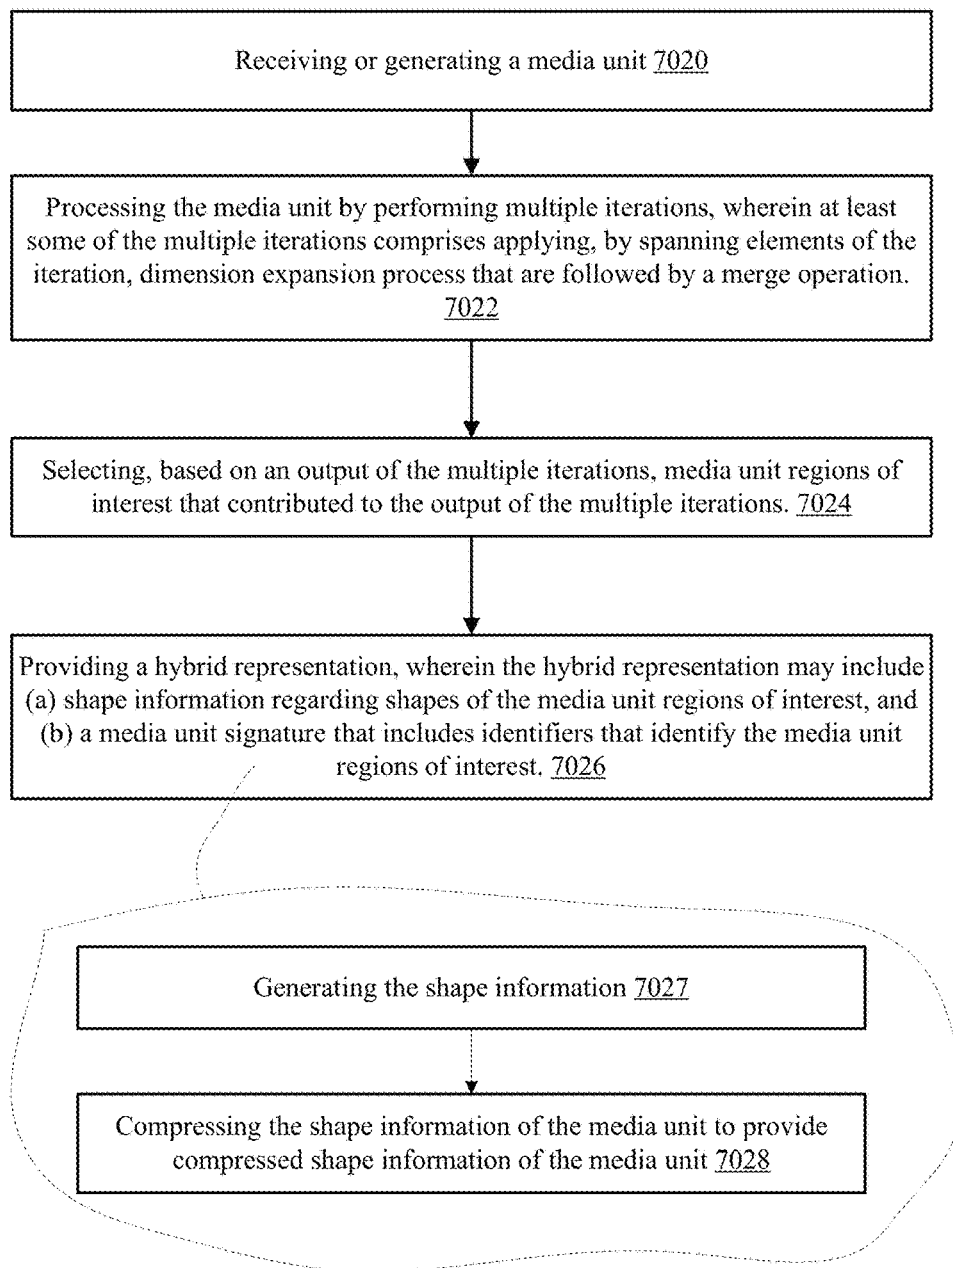 Receiving or generating a media unit 7020
Processing the media unit by performing multiple iterations, wherein at least
some of the multiple iterations comprises applying, by spanning elements of the
iteration, dimension expansion process that are followed by a merge operation.
7022
Selecting, based on an output of the multiple iterations, media unit regions of
interest that contributed to the output of the multiple iterations. 7024
Providing a hybrid representation, wherein the hybrid representation may include
(a) shape information regarding shapes of the media unit regions of interest, and
(b) a media unit signature that includes identifiers that identify the media unit
regions of interest. 7026
Generating the shape information 7027
Compressing the shape information of the media unit to provide
compressed shape information of the media unit 7028